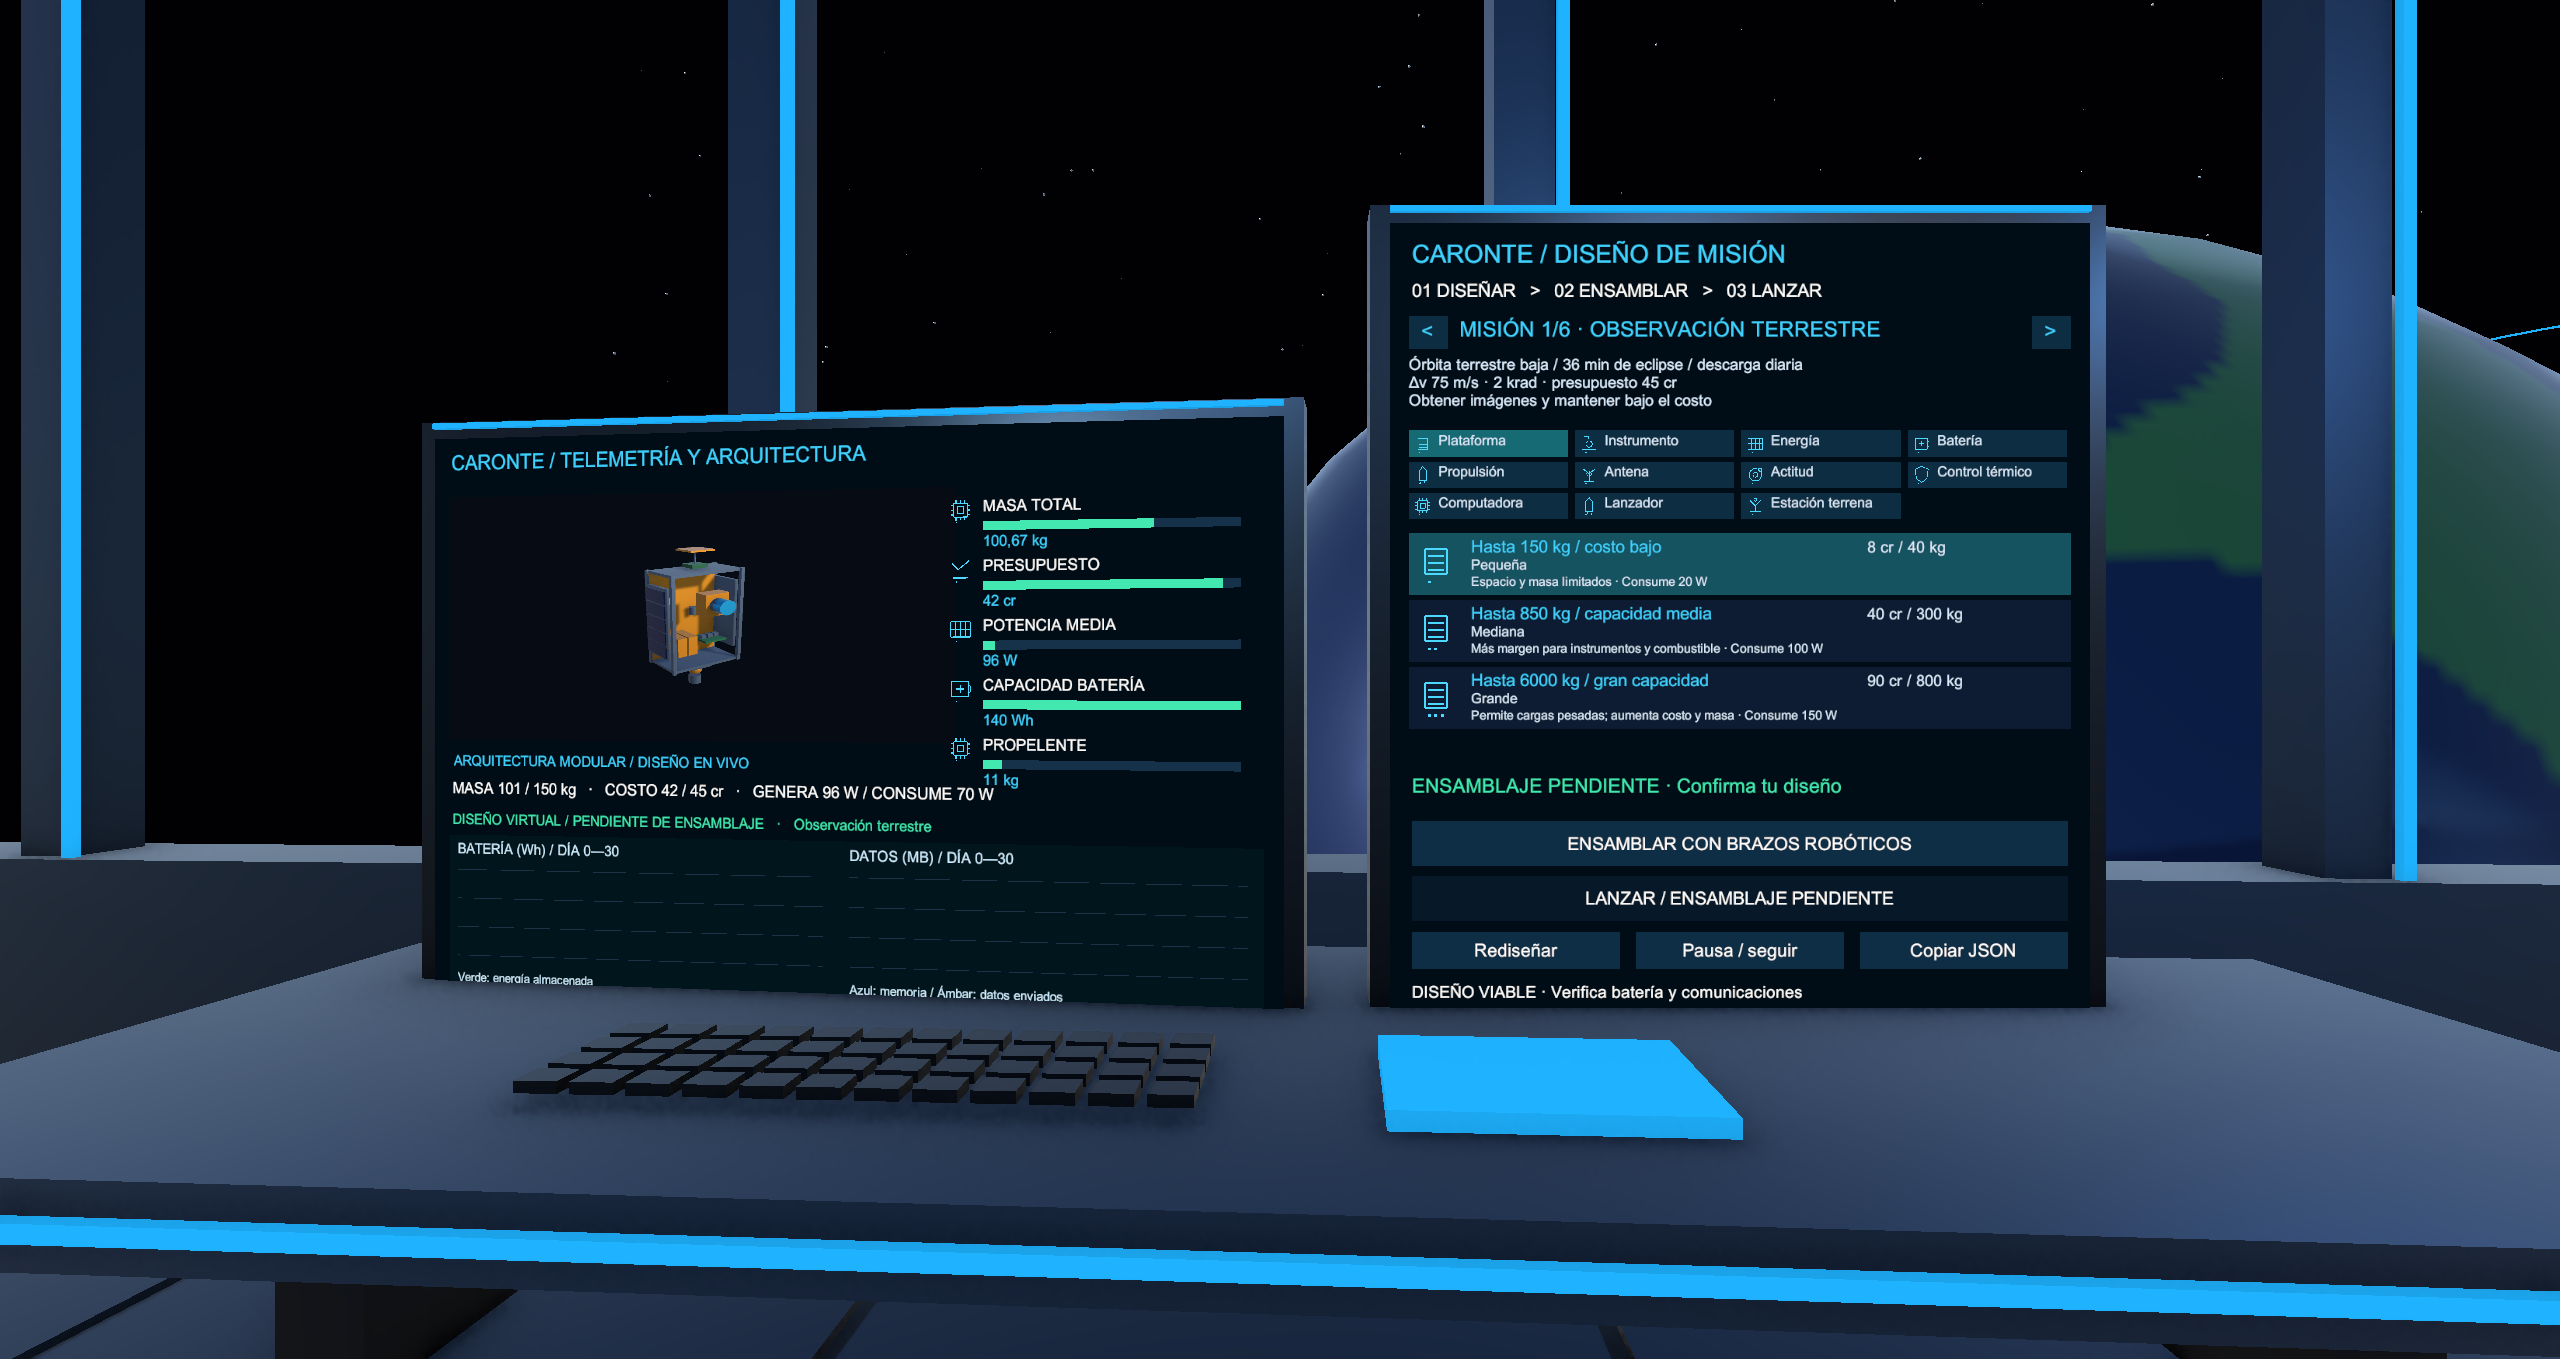 CARONTE / TELEMETRÍA Y ARQUITECTURA
MASA TOTAL
100,67 kg
PRESUPUESTO
42 cr
POTENCIA MEDIA
96 W
CAPACIDAD BATERÍA
140 Wh
PROPELENTE
11 kg
ARQUITECTURA MODULAR / DISEÑO EN VIVO
MASA 101 / 150 kg · COSTO 42 / 45 cr · GENERA 96 W / CONSUME 70 W
DISEÑO VIRTUAL / PENDIENTE DE ENSAMBLAJE · Observación terrestre
BATERÍA (Wh) / DÍA 0—30
DATOS (MB) / DÍA 0—30
Verde: energía almacenada
Azul: memoria / Ámbar: datos enviados
CARONTE / DISEÑO DE MISIÓN
01 DISEÑAR > 02 ENSAMBLAR > 03 LANZAR
< MISIÓN 1/6 · OBSERVACIÓN TERRESTRE >
Órbita terrestre baja / 36 min de eclipse / descarga diaria
Δv 75 m/s · 2 krad · presupuesto 45 cr
Obtener imágenes y mantener bajo el costo
Plataforma Instrumento Energía Batería
Propulsión Antena Actitud Control térmico
Computadora Lanzador Estación terrena
Hasta 150 kg / costo bajo 8 cr / 40 kg
Pequeña
Espacio y masa limitados · Consume 20 W
Hasta 850 kg / capacidad media 40 cr / 300 kg
Mediana
Más margen para instrumentos y combustible · Consume 100 W
Hasta 6000 kg / gran capacidad 90 cr / 800 kg
Grande
Permite cargas pesadas; aumenta costo y masa · Consume 150 W
ENSAMBLAJE PENDIENTE · Confirma tu diseño
ENSAMBLAR CON BRAZOS ROBÓTICOS
LANZAR / ENSAMBLAJE PENDIENTE
Rediseñar Pausa / seguir Copiar JSON
DISEÑO VIABLE · Verifica batería y comunicaciones